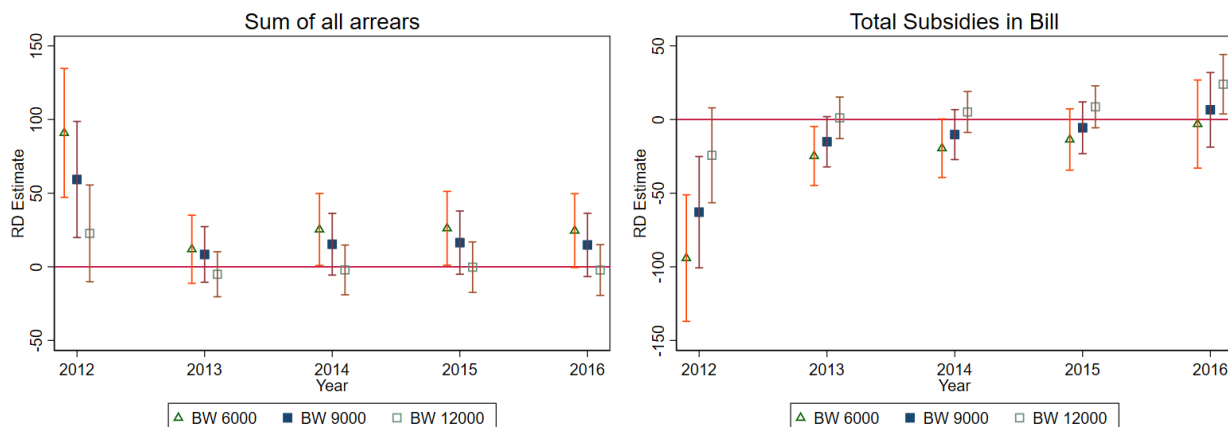 Sum of all arrears
RD Estimate
150
100
50
0
-50
2012 2013 2014 2015 2016
Year
BW 6000 BW 9000 BW 12000
Total Subsidies in Bill
RD Estimate
50
0
-50
-100
-150
2012 2013 2014 2015 2016
Year
BW 6000 BW 9000 BW 12000